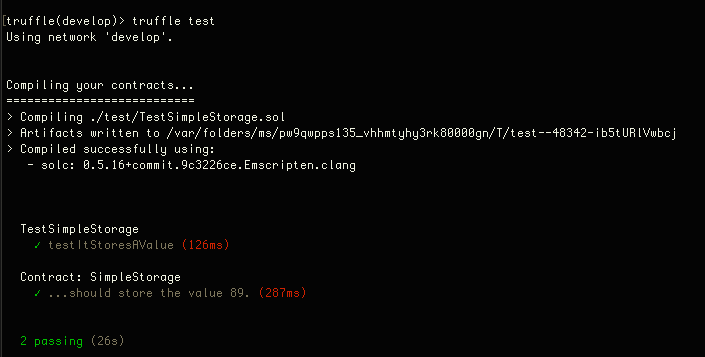 truffle(develop)> truffle test
Using network 'develop'.
Compiling your contracts...
===========================
> Compiling ./test/TestSimpleStorage.sol
> Artifacts written to /var/folders/ms/pw9qwpps135_vhhmtyhy3rk80000gn/T/test--48342-ib5tURlVwbcj
> Compiled successfully using:
- solc: 0.5.16+commit.9c3226ce.Emscripten.clang
TestSimpleStorage
✓ testItStoresAValue (126ms)
Contract: SimpleStorage
✓ ...should store the value 89. (287ms)
2 passing (26s)